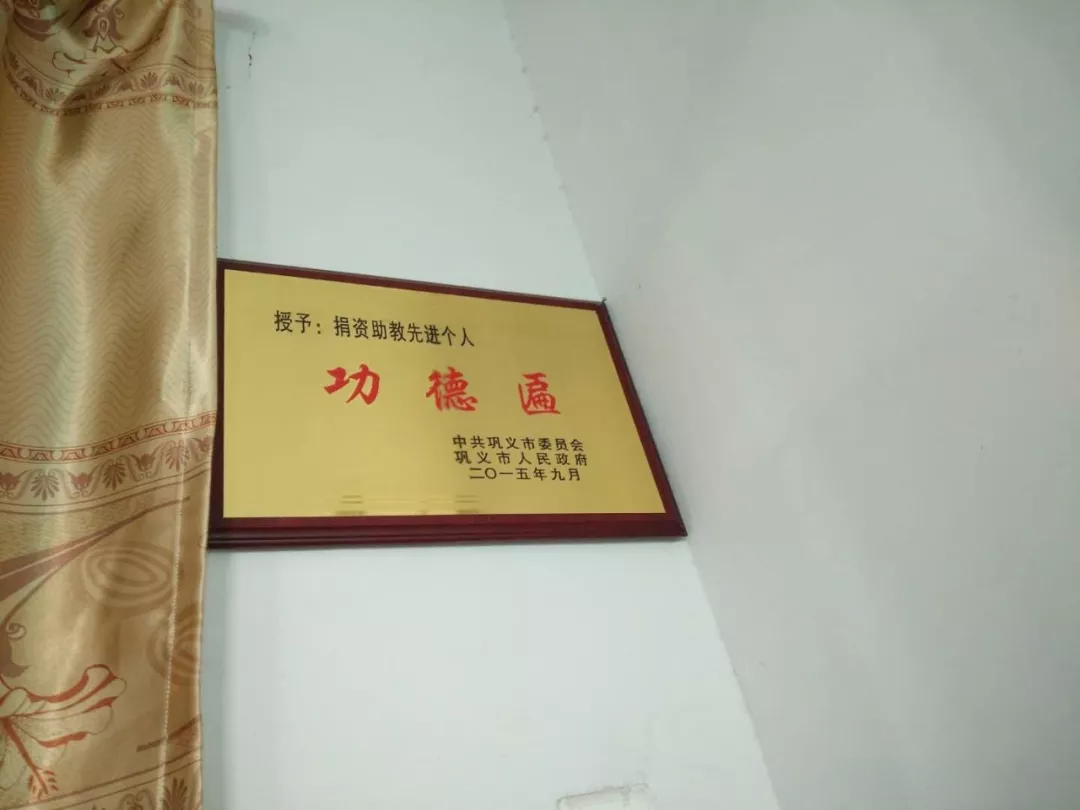 授予：捐资助教先进个人
功德匾
中共巩义市委员会
巩义市人民政府
二〇一五年九月